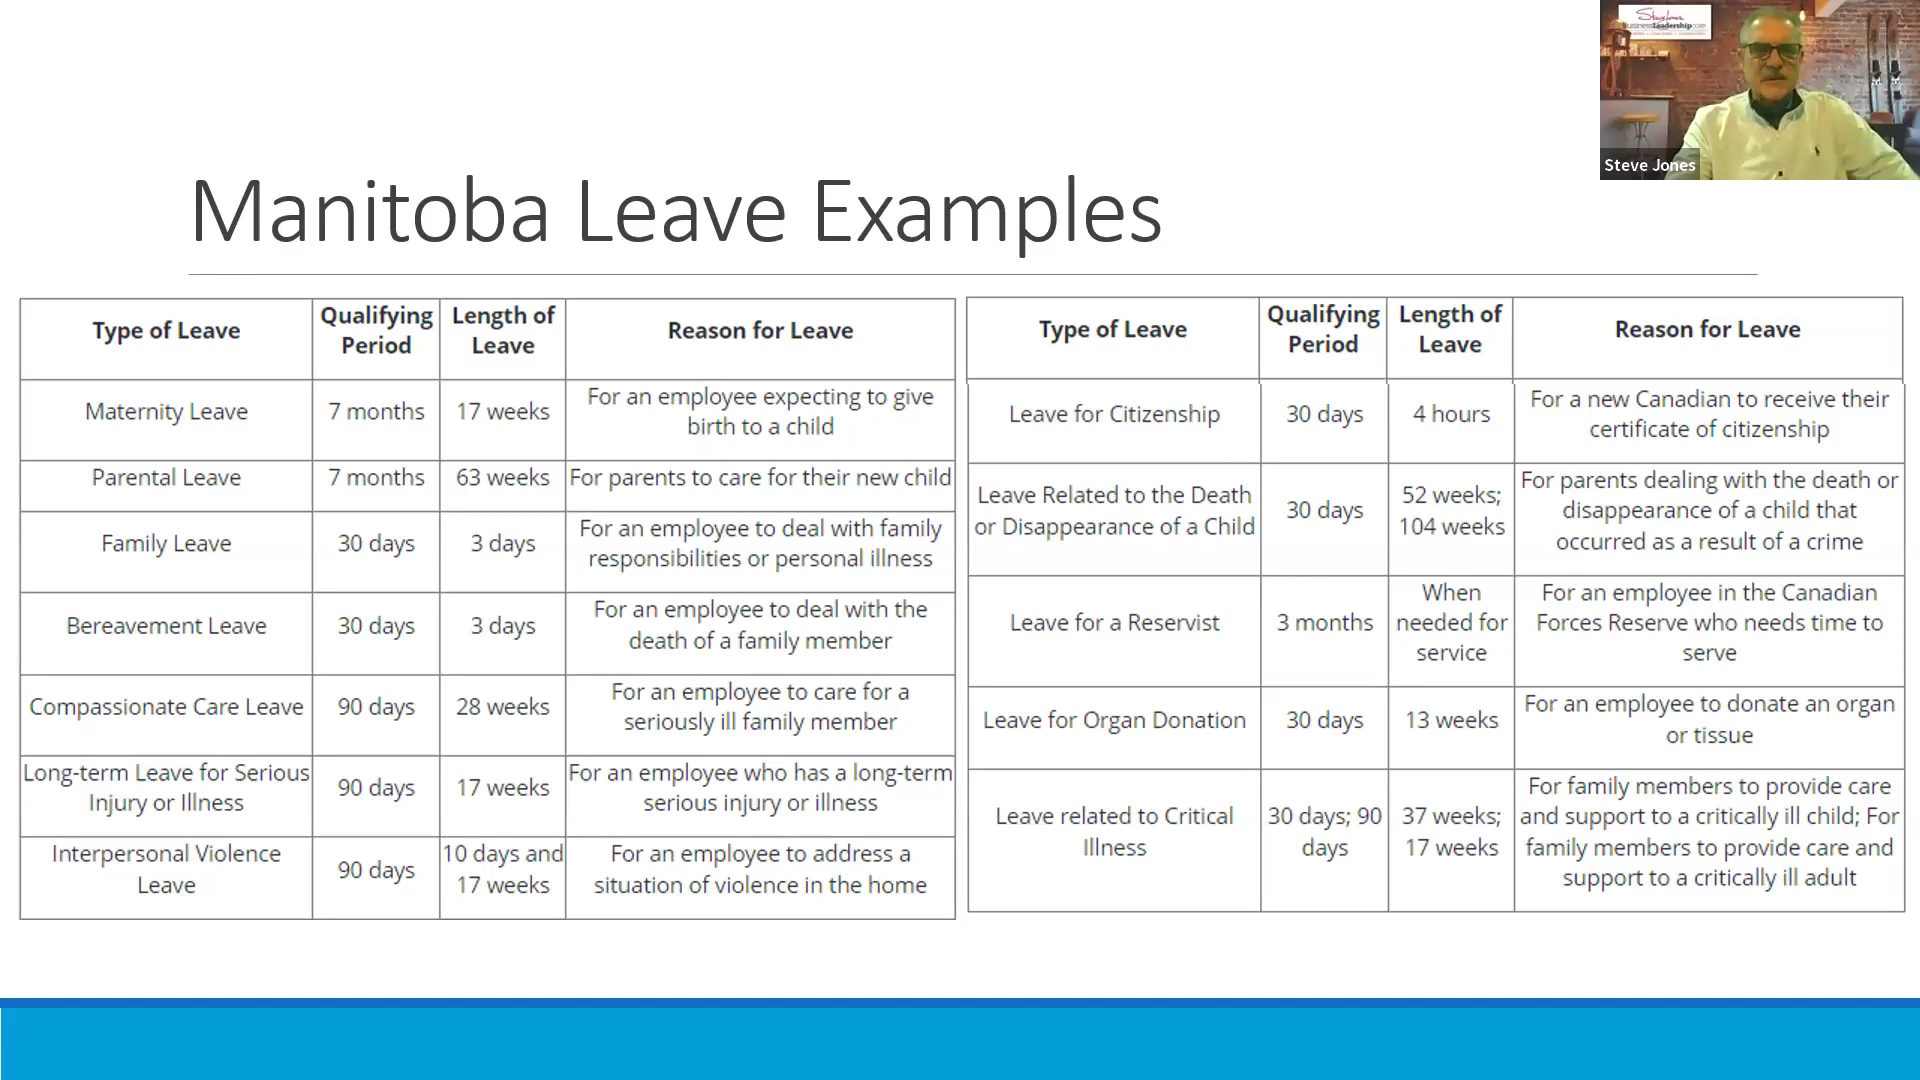 Steve Jones
Manitoba Leave Examples
Type of Leave
Qualifying
Period
Length of
Leave
Reason for Leave
Maternity Leave
7 months
17 weeks
For an employee expecting to give
birth to a child
Parental Leave
7 months
63 weeks
For parents to care for their new child
Family Leave
30 days
3 days
For an employee to deal with family
responsibilities or personal illness
Bereavement Leave
30 days
3 days
For an employee to deal with the
death of a family member
Compassionate Care Leave
90 days
28 weeks
For an employee to care for a
seriously ill family member
Long-term Leave for Serious
Injury or Illness
90 days
17 weeks
For an employee who has a long-term
serious injury or illness
Interpersonal Violence
Leave
90 days
10 days and
17 weeks
For an employee to address a
situation of violence in the home
Type of Leave
Qualifying
Period
Length of
Leave
Reason for Leave
Leave for Citizenship
30 days
4 hours
For a new Canadian to receive their
certificate of citizenship
Leave Related to the Death
or Disappearance of a Child
30 days
52 weeks;
104 weeks
For parents dealing with the death or
disappearance of a child that
occurred as a result of a crime
Leave for a Reservist
3 months
When
needed for
service
For an employee in the Canadian
Forces Reserve who needs time to
serve
Leave for Organ Donation
30 days
13 weeks
For an employee to donate an organ
or tissue
Leave related to Critical
Illness
30 days; 90
days
37 weeks;
17 weeks
For family members to provide care
and support to a critically ill child; For
family members to provide care and
support to a critically ill adult